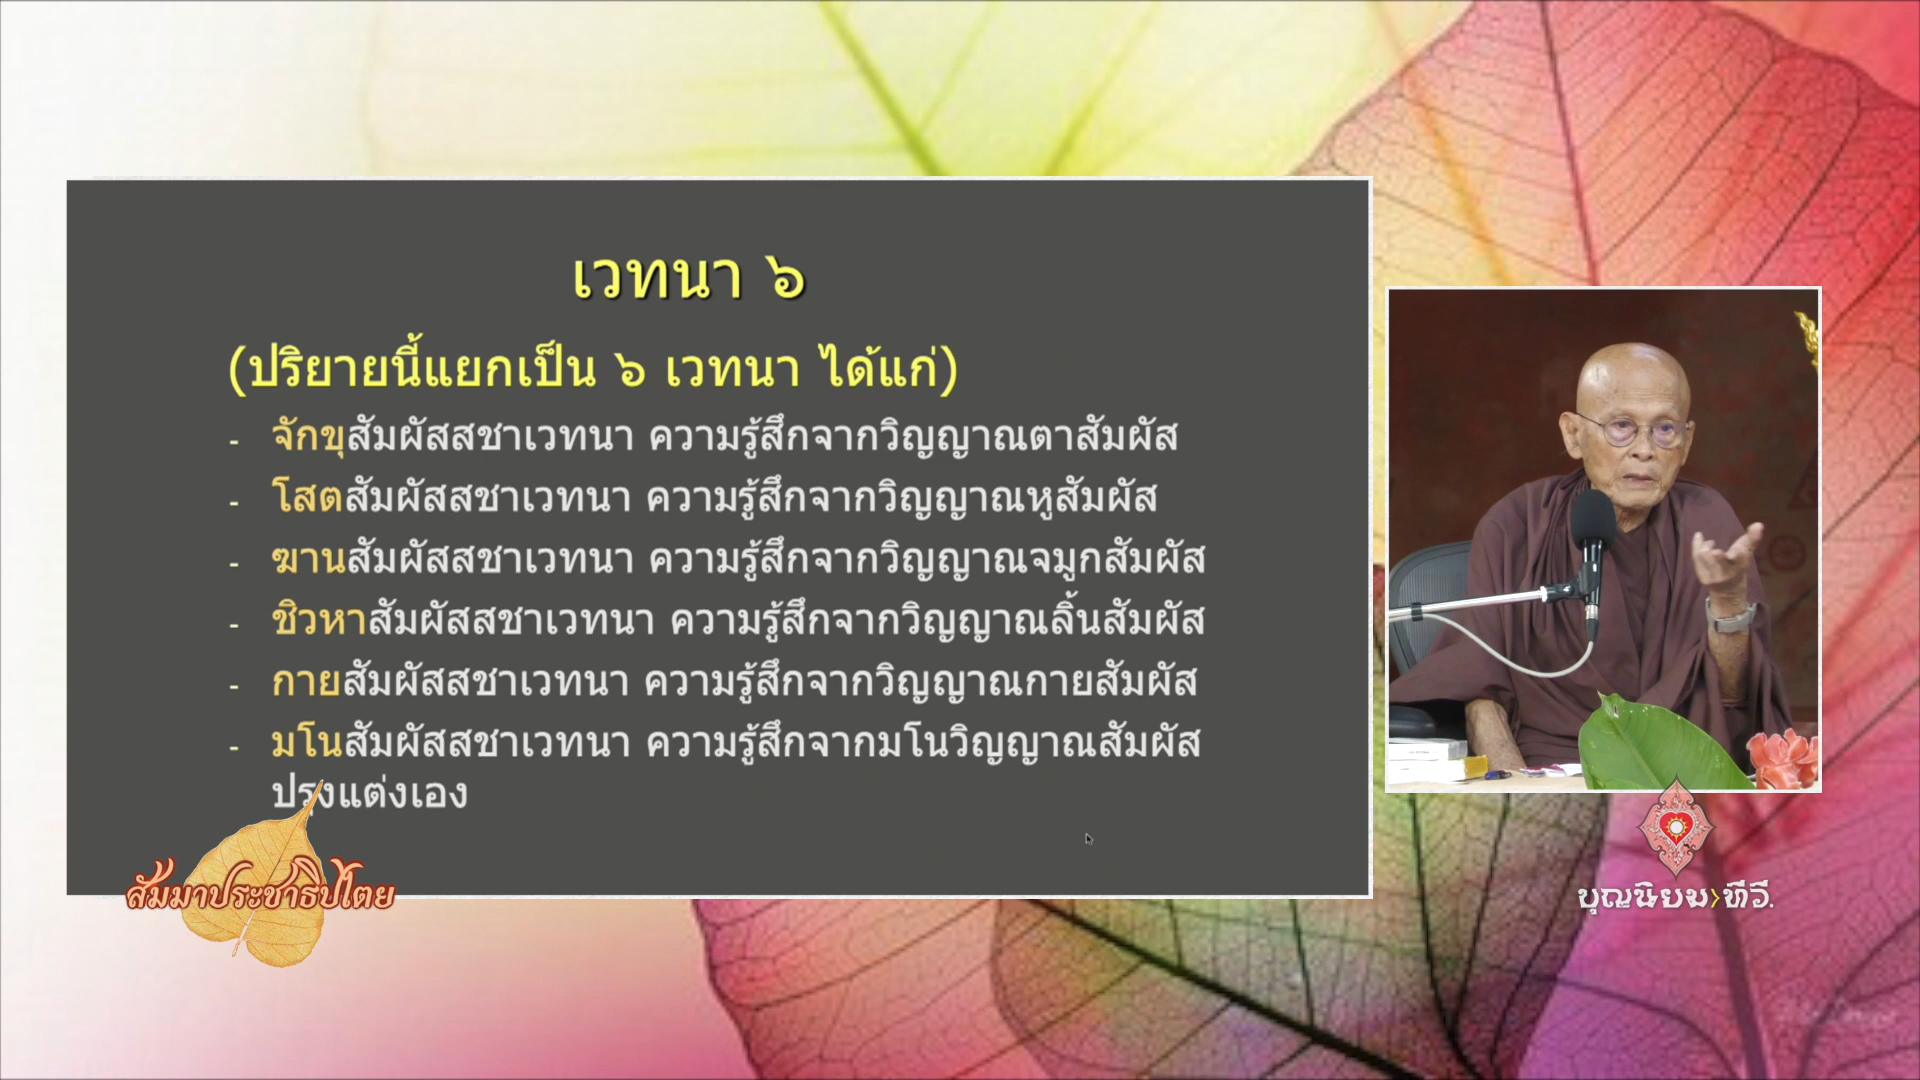 เวทนา ๖
(ปริยายนี้แยกเป็น ๖ เวทนา ได้แก่)
- จักขุสัมผัสสชาเวทนา ความรู้สึกจากวิญญาณตาสัมผัส
- โสตสัมผัสสชาเวทนา ความรู้สึกจากวิญญาณหูสัมผัส
- ฆานสัมผัสสชาเวทนา ความรู้สึกจากวิญญาณจมูกสัมผัส
- ชิวหาสัมผัสสชาเวทนา ความรู้สึกจากวิญญาณลิ้นสัมผัส
- กายสัมผัสสชาเวทนา ความรู้สึกจากวิญญาณกายสัมผัส
- มโนสัมผัสสชาเวทนา ความรู้สึกจากมโนวิญญาณสัมผัส
ปรุงแต่งเอง
สัมมาประชาธิปไตย
บุญนิยม>ทีวี.